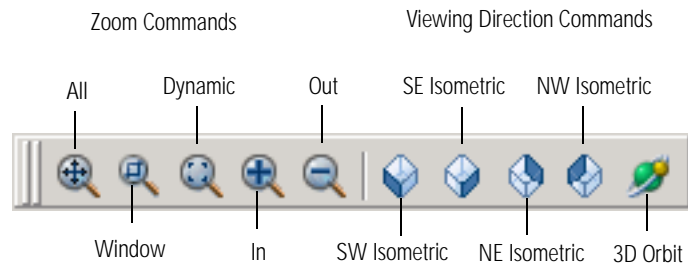 Zoom Commands
Viewing Direction Commands
All
Dynamic
Out
SE Isometric
NW Isometric
Window
In
SW Isometric
NE Isometric
3D Orbit